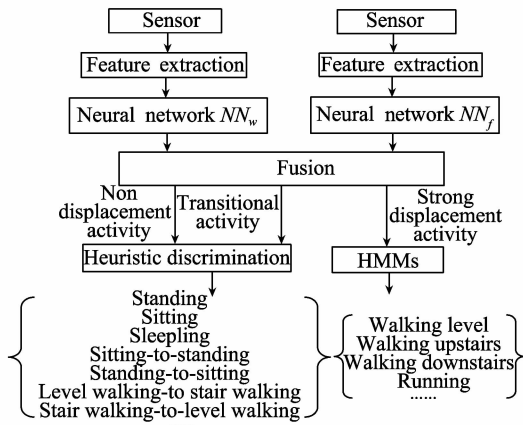 Sensor
Sensor
Feature extraction
Feature extraction
Neural network NNw
Neural network NNf
Fusion
Non
displacement
activity
Transitional
activity
Strong
displacement
activity
Heuristic discrimination
HMMs
Standing
Sitting
Sleepling
Sitting-to-standing
Standing-to-sitting
Level walking-to stair walking
Stair walking-to-level walking
Walking level
Walking upstairs
Walking downstairs
Running
......